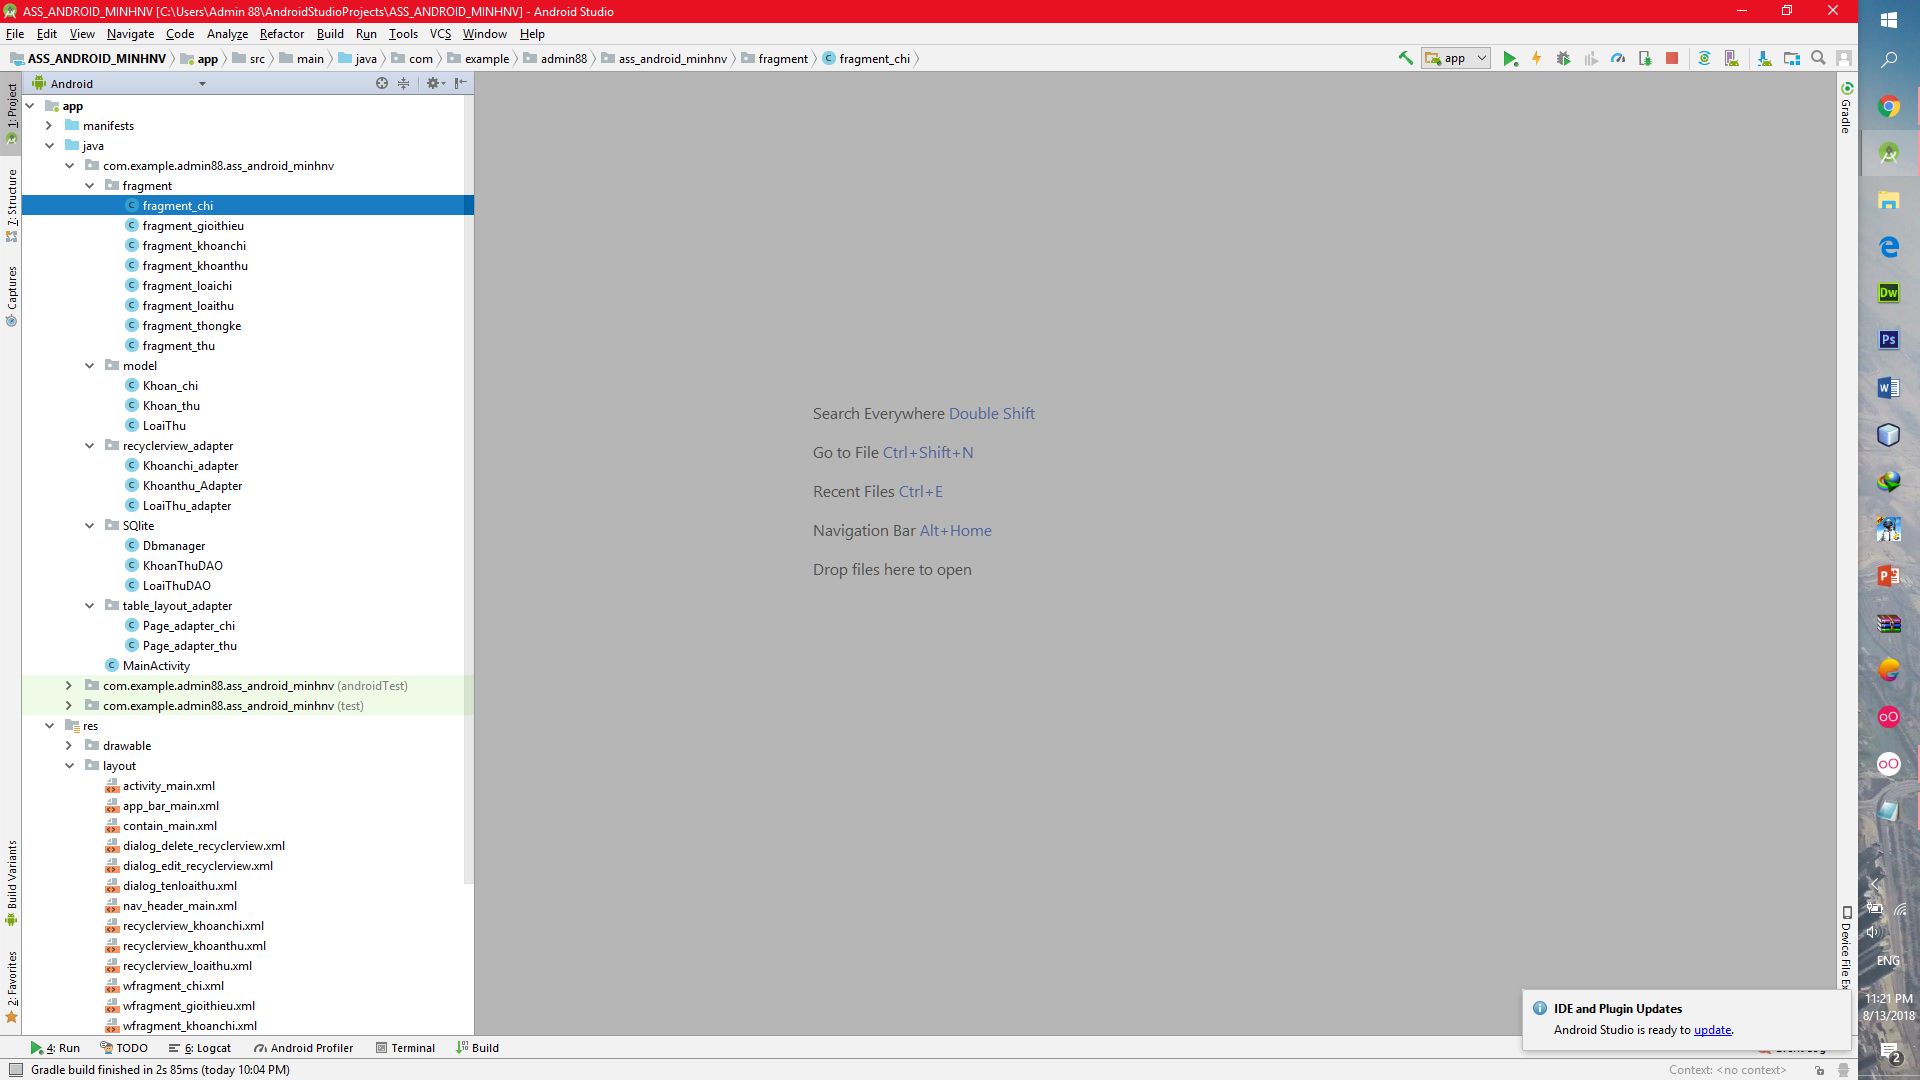 ASS_ANDROID_MINHNV [C:\Users\Admin 88\AndroidStudioProjects\ASS_ANDROID_MINHNV] - Android Studio
File Edit View Navigate Code Analyze Refactor Build Run Tools VCS Window Help
ASS_ANDROID_MINHNV app src main java com example admin88 ass_android_minhnv fragment fragment_chi
app
Android
1: Project
7: Structure
Captures
Build Variants
2: Favorites
app
manifests
java
com.example.admin88.ass_android_minhnv
fragment
fragment_chi
fragment_gioithieu
fragment_khoanchi
fragment_khoanthu
fragment_loaichi
fragment_loaithu
fragment_thongke
fragment_thu
model
Khoan_chi
Khoan_thu
LoaiThu
recyclerview_adapter
Khoanchi_adapter
Khoanthu_Adapter
LoaiThu_adapter
SQlite
Dbmanager
KhoanThuDAO
LoaiThuDAO
table_layout_adapter
Page_adapter_chi
Page_adapter_thu
MainActivity
com.example.admin88.ass_android_minhnv (androidTest)
com.example.admin88.ass_android_minhnv (test)
res
drawable
layout
activity_main.xml
app_bar_main.xml
contain_main.xml
dialog_delete_recyclerview.xml
dialog_edit_recyclerview.xml
dialog_tenloaithu.xml
nav_header_main.xml
recyclerview_khoanchi.xml
recyclerview_khoanthu.xml
recyclerview_loaithu.xml
wfragment_chi.xml
wfragment_gioithieu.xml
wfragment_khoanchi.xml
Search Everywhere Double Shift
Go to File Ctrl+Shift+N
Recent Files Ctrl+E
Navigation Bar Alt+Home
Drop files here to open
Gradle
Device File Ex
IDE and Plugin Updates
Android Studio is ready to update.
4: Run TODO 6: Logcat Android Profiler Terminal Build
Gradle build finished in 2s 85ms (today 10:04 PM)
Context: <no context>
Dw
Ps
ENG
11:21 PM
8/13/2018
2